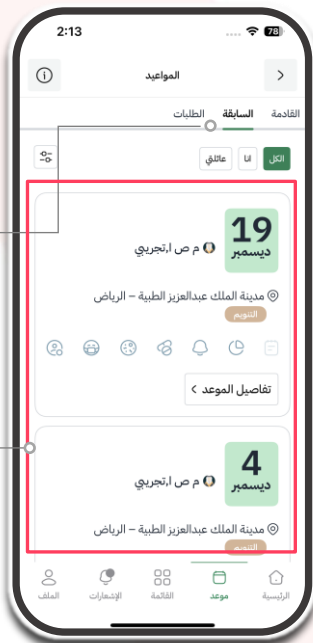 2:13
78
المواعيد
القادمة السابقة الطلبات
الكل انا عائلتي
19
ديسمبر
م ص ا,تجريبي
مدينة الملك عبدالعزيز الطبية – الرياض
التنويم
تفاصيل الموعد
4
ديسمبر
م ص ا,تجريبي
مدينة الملك عبدالعزيز الطبية – الرياض
التنويم
الرئيسية موعد القائمة الإشعارات الملف